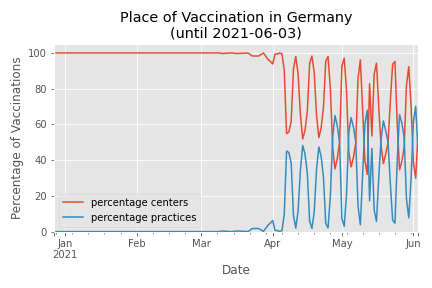 Place of Vaccination in Germany
(until 2021-06-03)
Percentage of Vaccinations
100
80
60
40
20
0
percentage centers
percentage practices
Jan
2021
Feb
Mar
Apr
May
Jun
Date